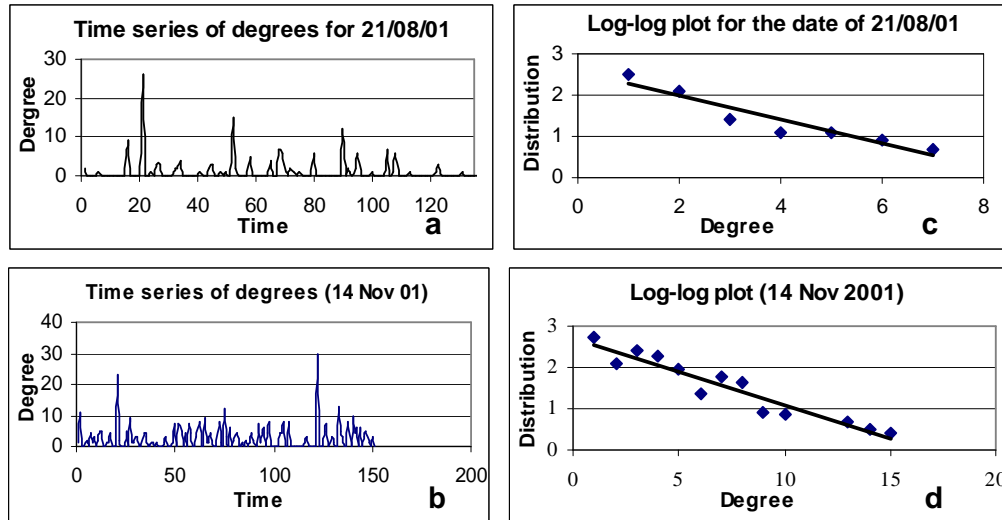 Time series of degrees for 21/08/01
30
20
10
0
Dergree
0 20 40 60 80 100 120
Time
a
Log-log plot for the date of 21/08/01
3
2
1
0
Distribution
0 2 4 6 8
Degree
c
Time series of degrees (14 Nov 01)
40
30
20
10
0
Degree
0 50 100 150 200
Time
b
Log-log plot (14 Nov 2001)
3
2
1
0
Distribution
0 5 10 15 20
Degree
d